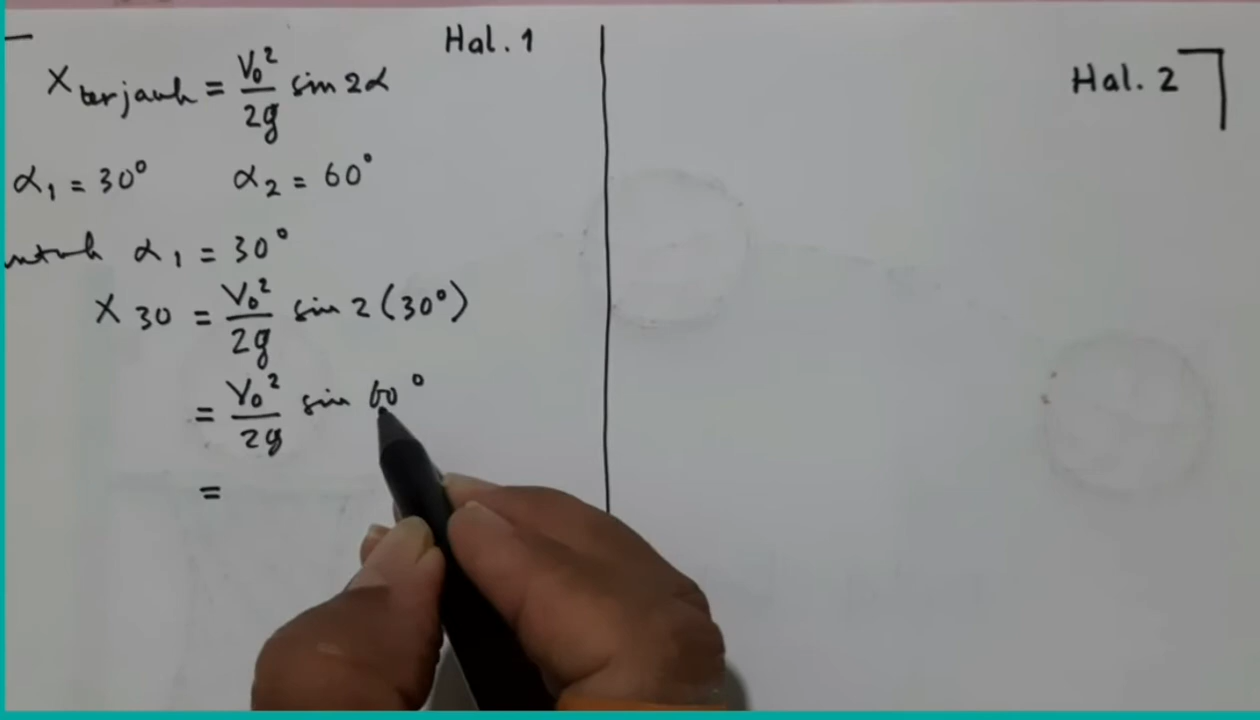 Hal. 1
X terjauh = V₀²/2g sin 2α
α₁ = 30° α₂ = 60°
untuk α₁ = 30°
X 30 = V₀²/2g sin 2 (30°)
= V₀²/2g sin 60°
=
Hal. 2